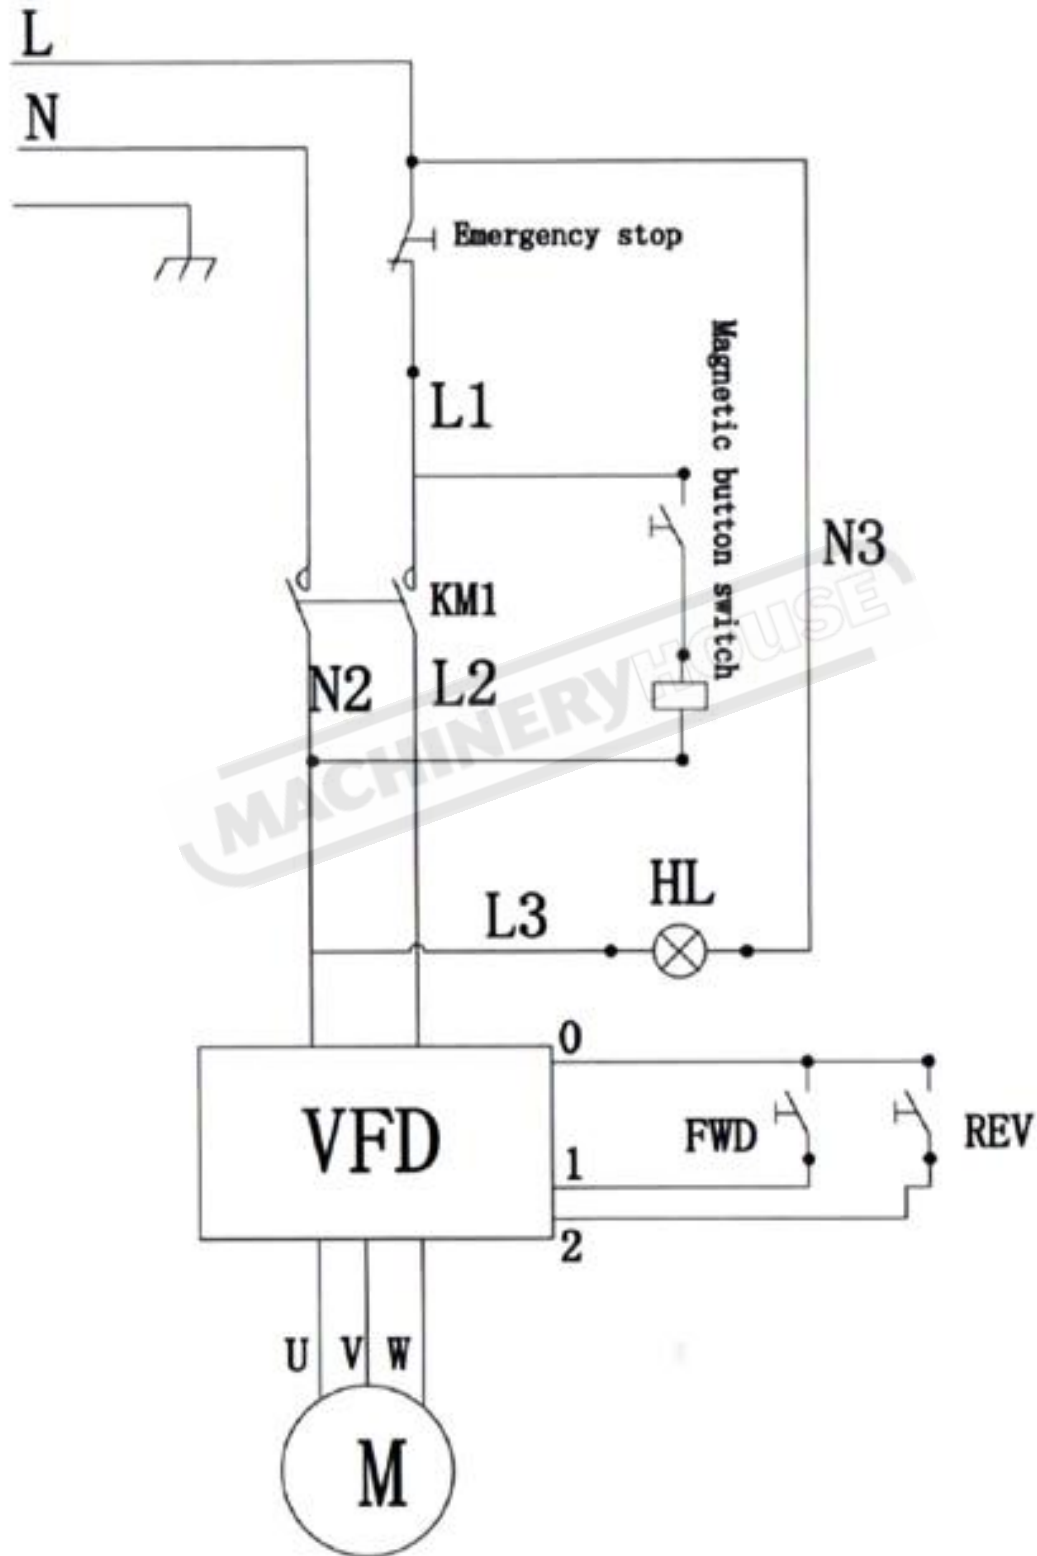 L
N
Emergency stop
L1
Magnetic button switch
N3
KM1
N2
L2
MACHINERYHOUSE
HL
L3
0
VFD
FWD
REV
1
2
U
V
W
M